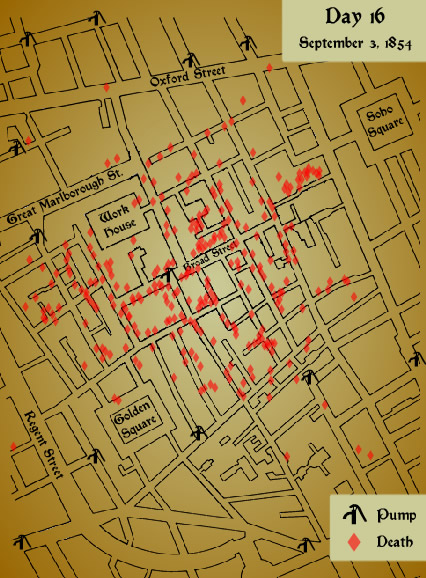 Day 16
September 3, 1854
Oxford Street
Soho
Square
Great Marlborough St.
Work
House
Broad Street
Golden
Square
Regent Street
Pump
Death